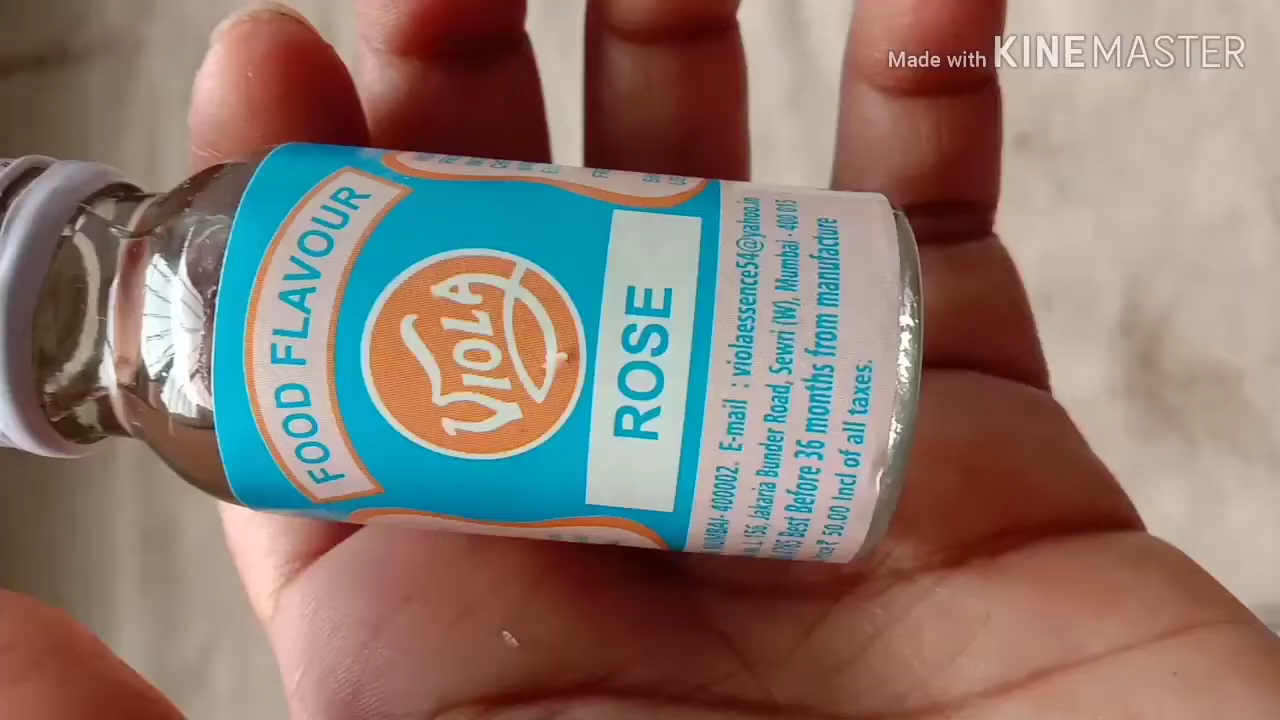 Made with KINEMASTER
FOOD FLAVOUR
VIOLA
ROSE
MUMBAI- 400002. E-mail : violaessence54@yahoo.in
156, Jakaria Bunder Road, Sewri (W), Mumbai - 400 015
Best Before 36 months from manufacture
₹ 50.00 Incl of all taxes.